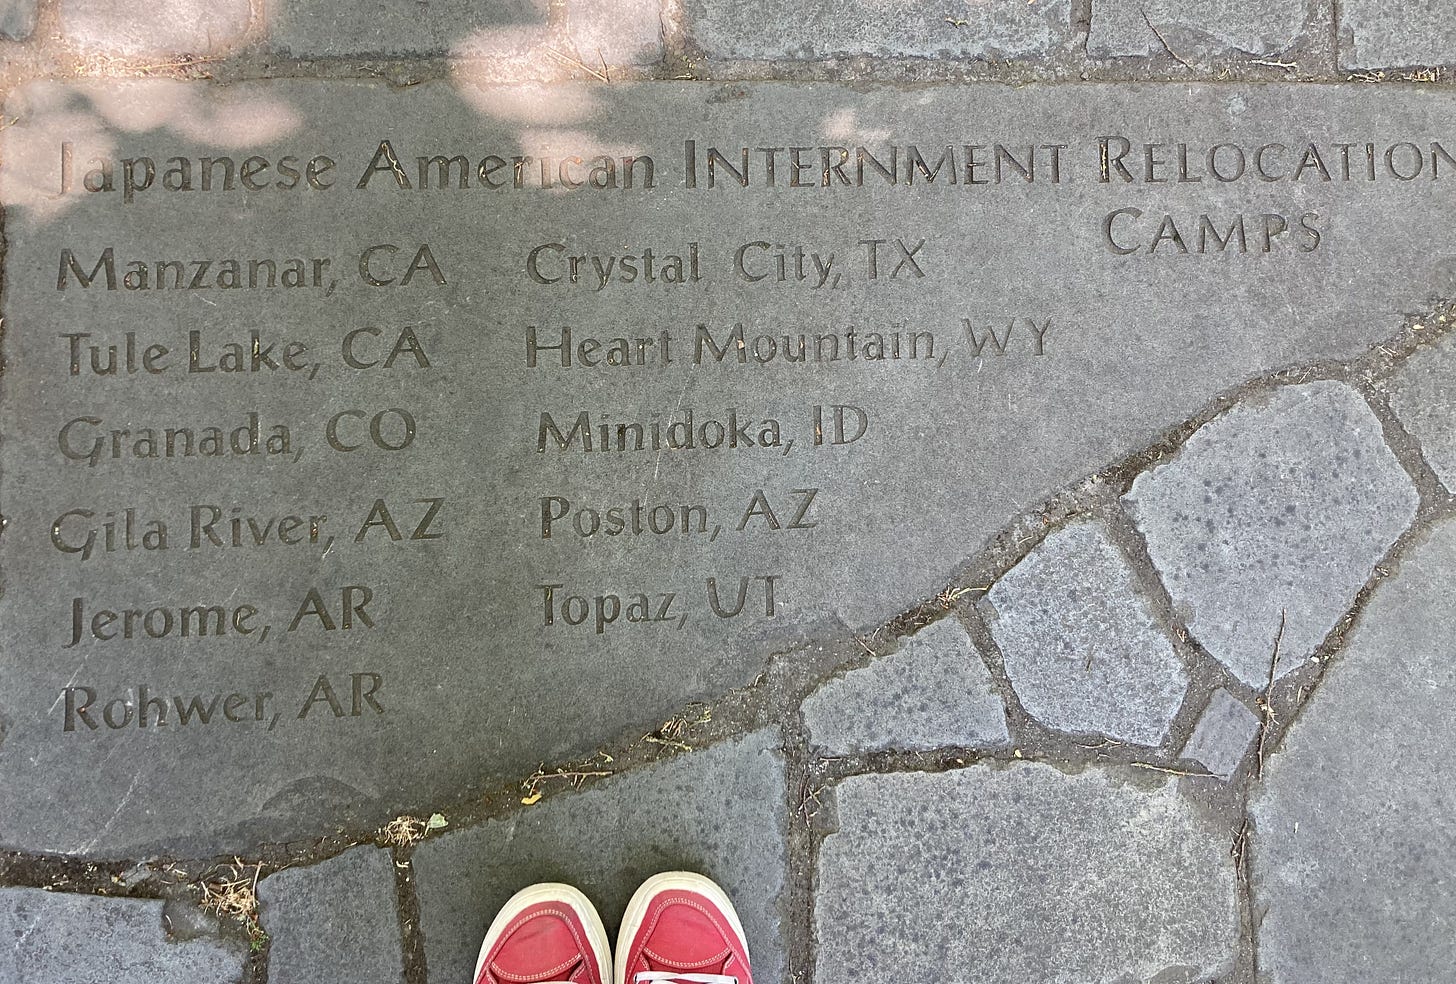 Japanese American INTERNMENT RELOCATION
CAMPS
Manzanar, CA
Tule Lake, CA
Granada, CO
Gila River, AZ
Jerome, AR
Rohwer, AR
Crystal City, TX
Heart Mountain, WY
Minidoka, ID
Poston, AZ
Topaz, UT